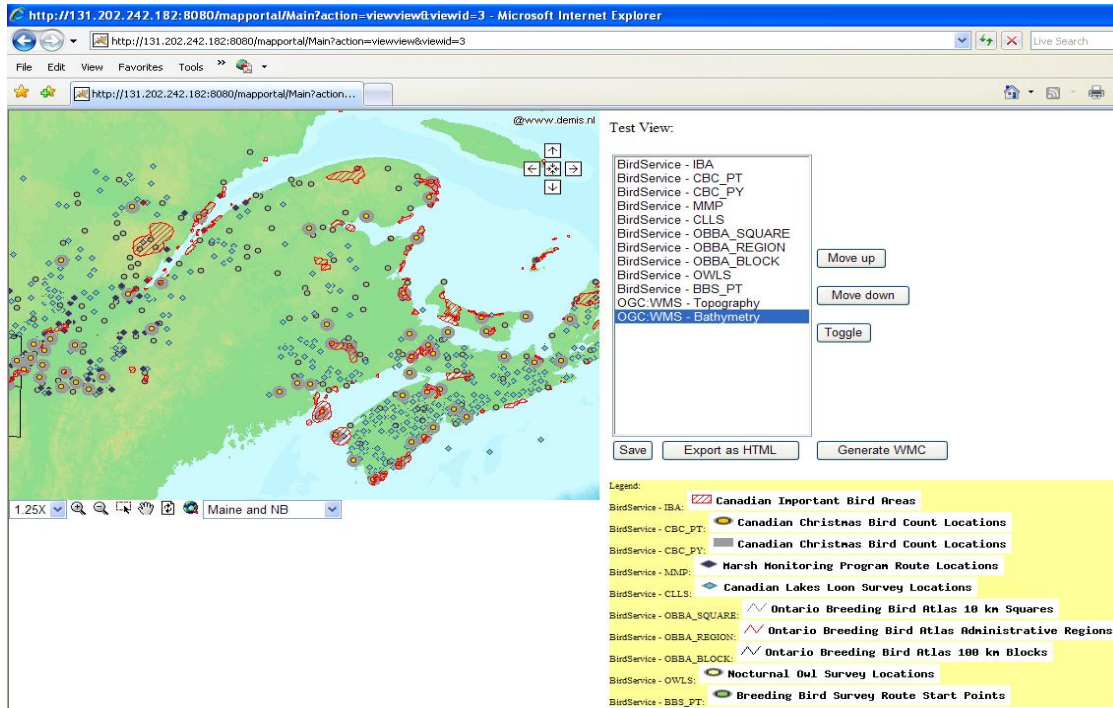 http://131.202.242.182:8080/mapportal/Main?action=viewview&viewid=3 - Microsoft Internet Explorer
http://131.202.242.182:8080/mapportal/Main?action=viewview&viewid=3
Live Search
File Edit View Favorites Tools »
http://131.202.242.182:8080/mapportal/Main?action...
@www.demis.nl
Test View:
BirdService - IBA
BirdService - CBC_PT
BirdService - CBC_PY
BirdService - MMP
BirdService - CLLS
BirdService - OBBA_SQUARE
BirdService - OBBA_REGION
BirdService - OBBA_BLOCK
BirdService - OWLS
BirdService - BBS_PT
OGC:WMS - Topography
OGC:WMS - Bathymetry
Move up
Move down
Toggle
Save Export as HTML Generate WMC
1.25X Maine and NB
Legend:
BirdService - IBA: Canadian Important Bird Areas
BirdService - CBC_PT: Canadian Christmas Bird Count Locations
BirdService - CBC_PY: Canadian Christmas Bird Count Locations
BirdService - MMP: Marsh Monitoring Program Route Locations
BirdService - CLLS: Canadian Lakes Loon Survey Locations
BirdService - OBBA_SQUARE: Ontario Breeding Bird Atlas 10 km Squares
BirdService - OBBA_REGION: Ontario Breeding Bird Atlas Administrative Regions
BirdService - OBBA_BLOCK: Ontario Breeding Bird Atlas 100 km Blocks
BirdService - OWLS: Nocturnal Owl Survey Locations
BirdService - BBS_PT: Breeding Bird Survey Route Start Points